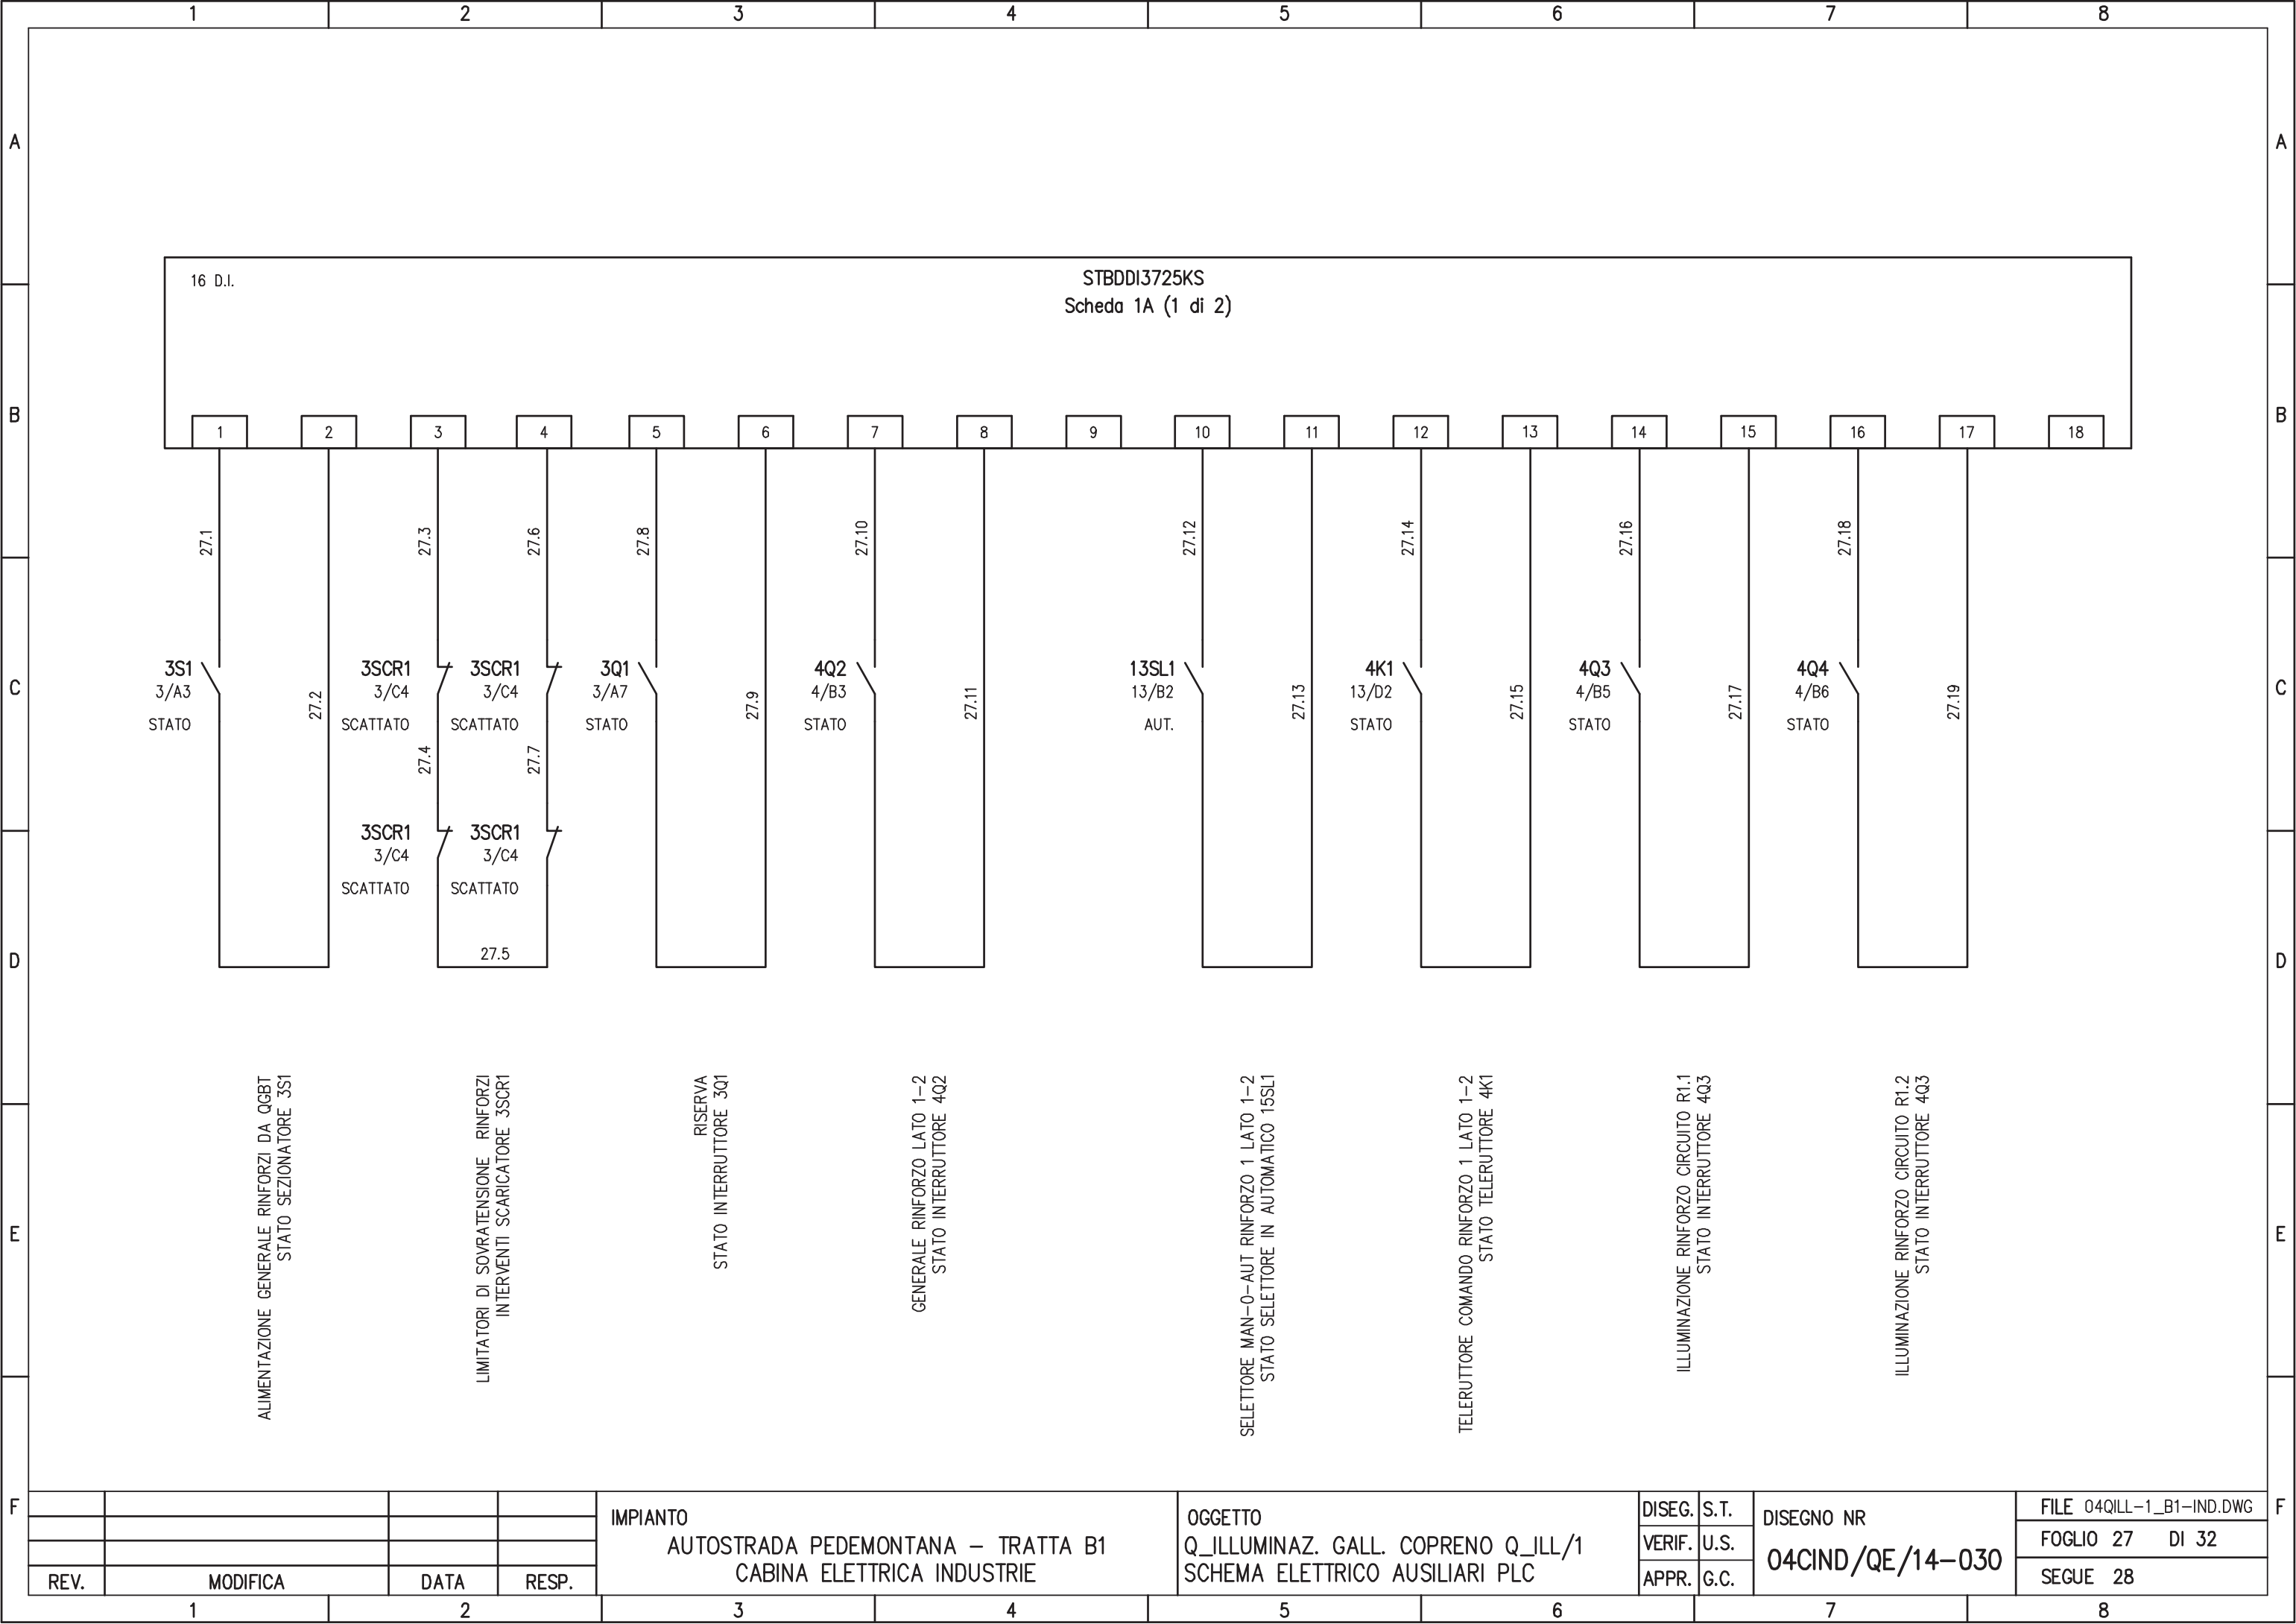 1 2 3 4 5 6 7 8
A A
16 D.I.
STBDDI3725KS
Scheda 1A (1 di 2)
B B
1 2 3 4 5 6 7 8 9 10 11 12 13 14 15 16 17 18
27.1 27.3 27.6 27.8 27.10 27.12 27.14 27.16 27.18
3S1 3SCR1 3SCR1 3Q1 4Q2 13SL1 4K1 4Q3 4Q4
3/A3 3/C4 3/C4 3/A7 4/B3 13/B2 13/D2 4/B5 4/B6
C C
27.2 27.9 27.11 27.13 27.15 27.17 27.19
STATO SCATTATO SCATTATO STATO STATO AUT. STATO STATO STATO
27.4 27.7
3SCR1 3SCR1
3/C4 3/C4
SCATTATO SCATTATO
27.5
D D
ALIMENTAZIONE GENERALE RINFORZI DA QGBT
STATO SEZIONATORE 3S1
LIMITATORI DI SOVRATENSIONE RINFORZI
INTERVENTI SCARICATORE 3SCR1
RISERVA
STATO INTERRUTTORE 3Q1
GENERALE RINFORZO LATO 1-2
STATO INTERRUTTORE 4Q2
SELETTORE MAN-0-AUT RINFORZO 1 LATO 1-2
STATO SELETTORE IN AUTOMATICO 15SL1
TELERUTTORE COMANDO RINFORZO 1 LATO 1-2
STATO TELERUTTORE 4K1
ILLUMINAZIONE RINFORZO CIRCUITO R1.1
STATO INTERRUTTORE 4Q3
ILLUMINAZIONE RINFORZO CIRCUITO R1.2
STATO INTERRUTTORE 4Q3
E E
F F
REV. MODIFICA DATA RESP.
IMPIANTO
AUTOSTRADA PEDEMONTANA - TRATTA B1
CABINA ELETTRICA INDUSTRIE
OGGETTO
Q_ILLUMINAZ. GALL. COPRENO Q_ILL/1
SCHEMA ELETTRICO AUSILIARI PLC
DISEG. S.T.
VERIF. U.S.
APPR. G.C.
DISEGNO NR
04CIND/QE/14-030
FILE 04QILL-1_B1-IND.DWG
FOGLIO 27 DI 32
SEGUE 28
1 2 3 4 5 6 7 8